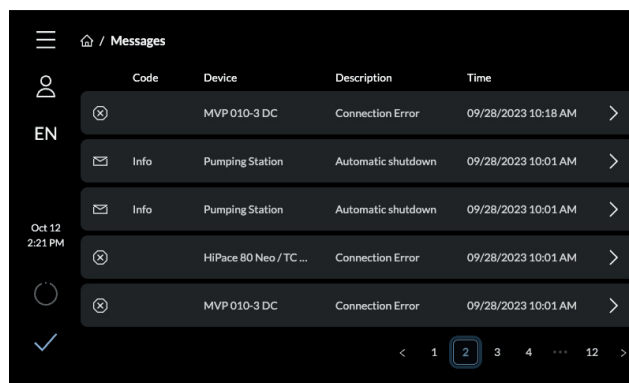 / Messages
Code Device Description Time
MVP 010-3 DC Connection Error 09/28/2023 10:18 AM
EN
Info Pumping Station Automatic shutdown 09/28/2023 10:01 AM
Info Pumping Station Automatic shutdown 09/28/2023 10:01 AM
Oct 12
2:21 PM
HiPace 80 Neo / TC ... Connection Error 09/28/2023 10:01 AM
MVP 010-3 DC Connection Error 09/28/2023 10:01 AM
< 1 2 3 4 ... 12 >